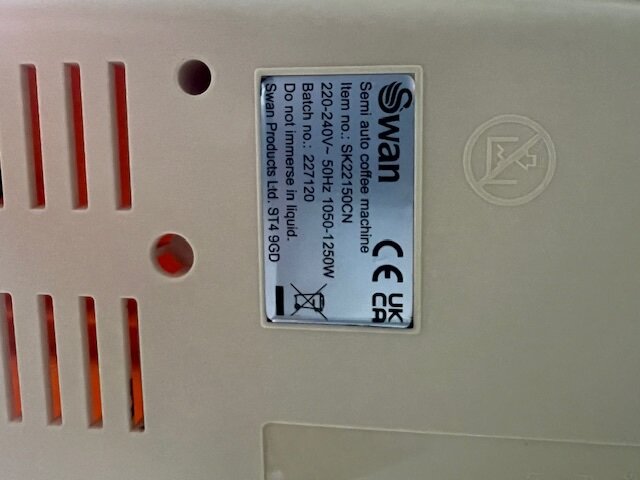 Swan
Semi auto coffee machine
Item no.: SK22150CN
220-240V~ 50Hz 1050-1250W
Batch no.: 227120
Do not immerse in liquid.
Swan Products Ltd. ST4 9GD
CE
UK
CA